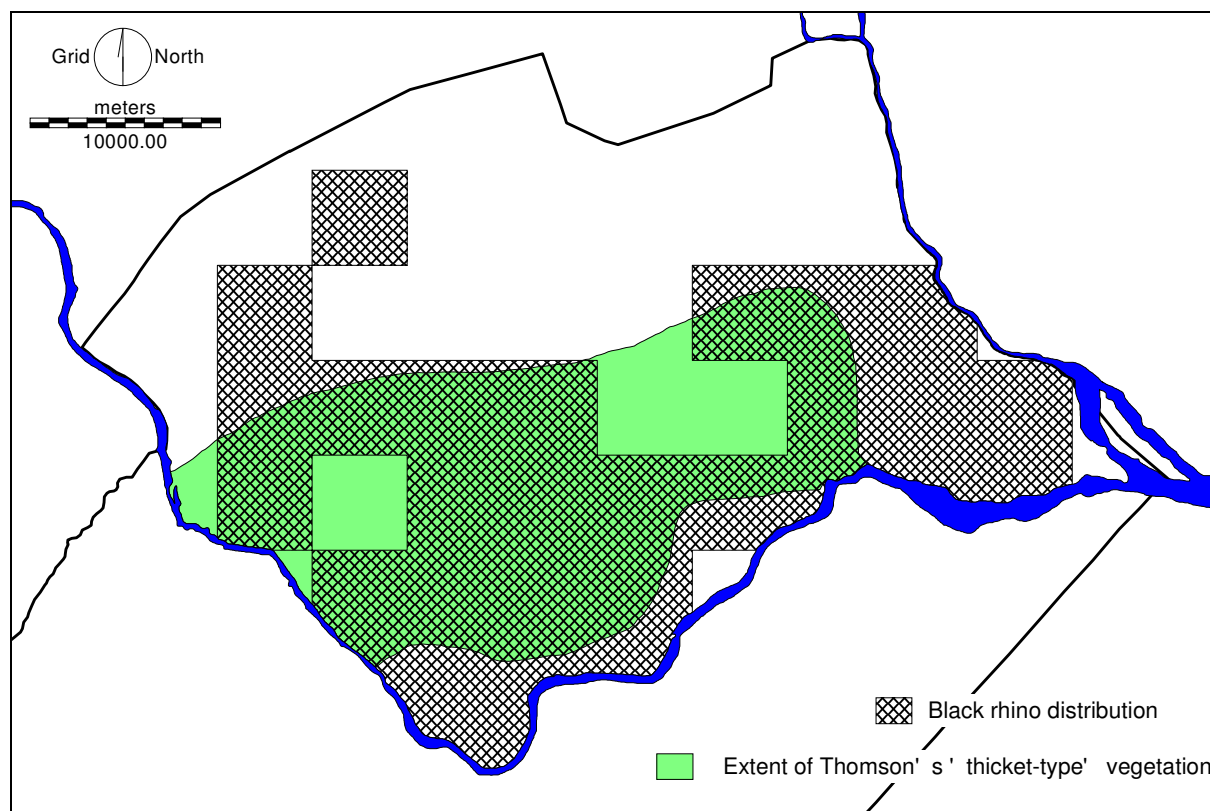 Grid North
meters
10000.00
Black rhino distribution
Extent of Thomson' s ' thicket-type' vegetation